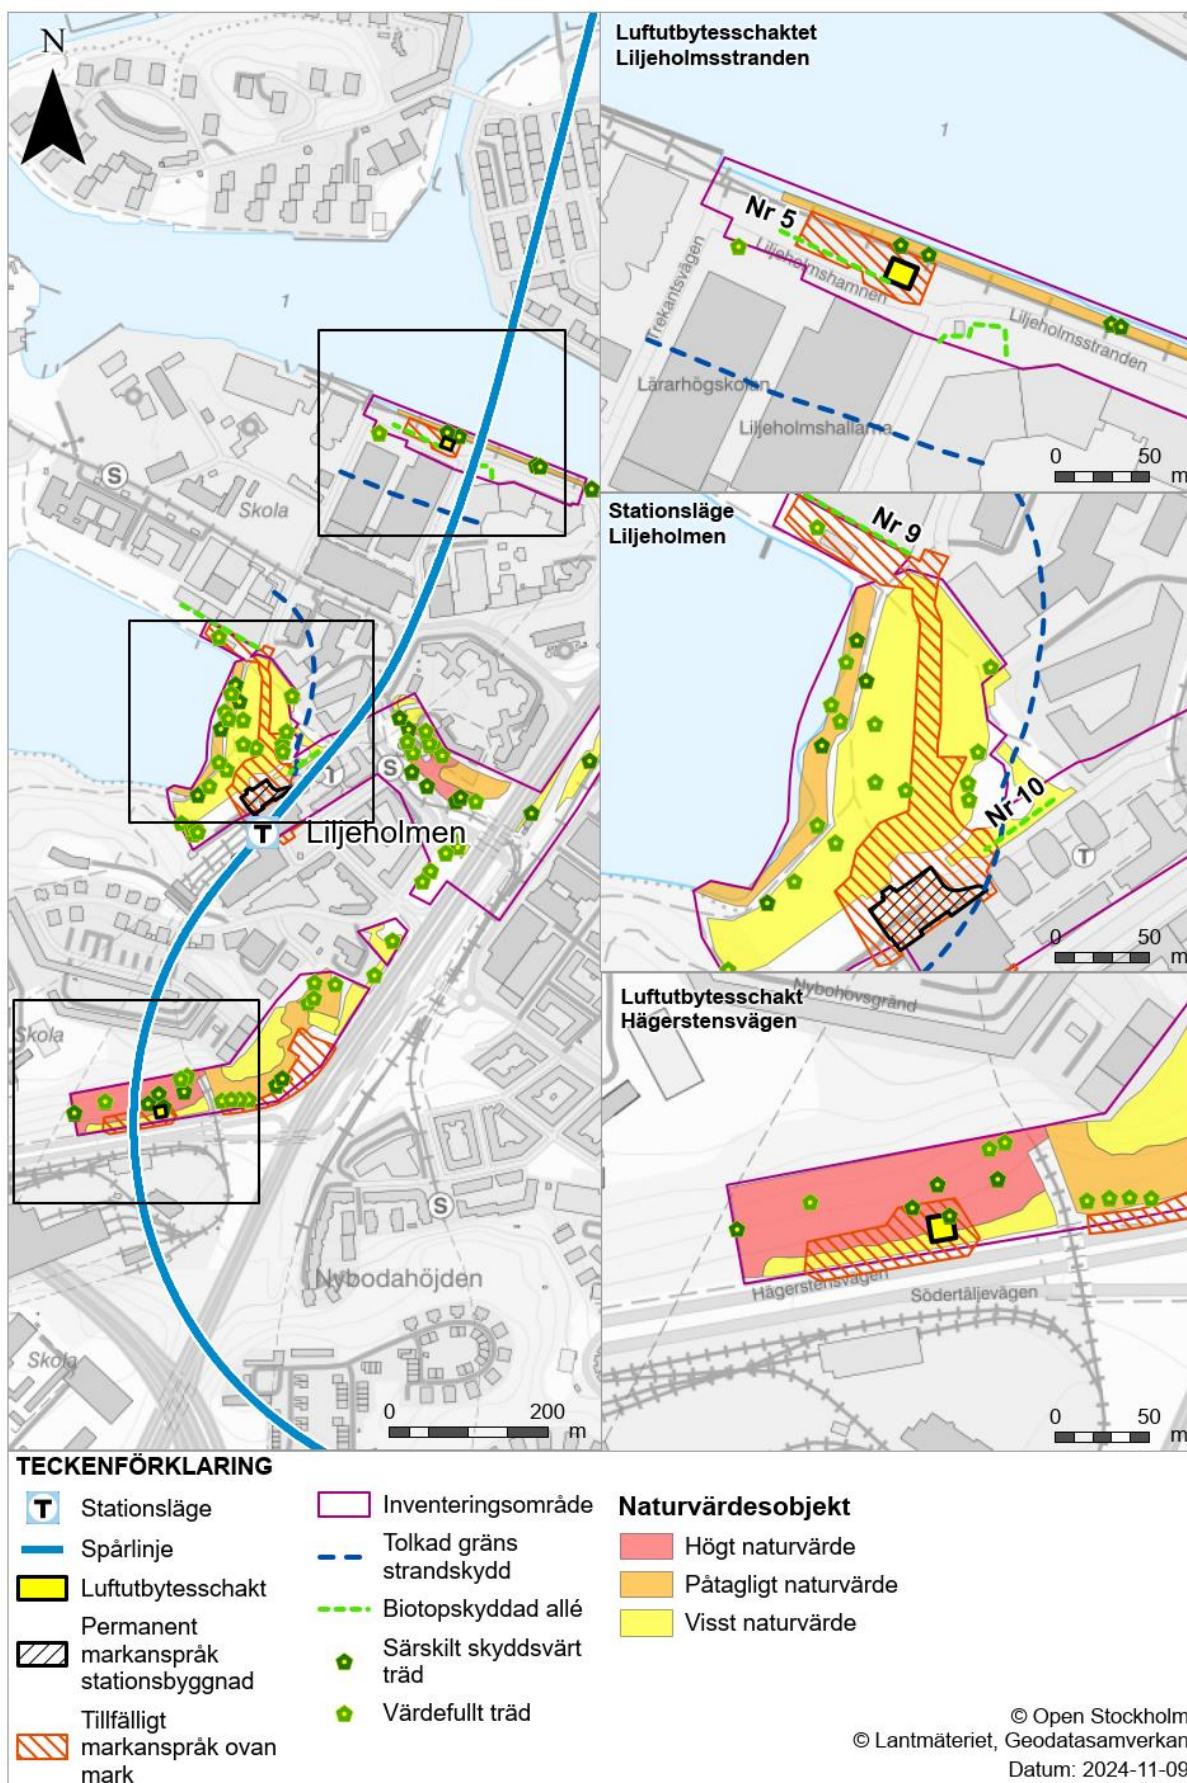 N
1
S
Skola
T
S
T
Liljeholmen
Skola
Nybodahöjden
S
Skola
0 200
m
Luftutbytesschaktet
Liljeholmsstranden
1
Nr 5
Liljeholmshamnen
Trekantsvägen
Liljeholmsstranden
Lärarhögskolan
Liljeholmshallarna
0 50
m
Stationsläge
Liljeholmen
Nr 9
Nr 10
T
0 50
m
Luftutbytesschakt
Hägerstensvägen
Nybohovsgränd
Hägerstensvägen
Södertäljevägen
0 50
m
TECKENFÖRKLARING
T Stationsläge
Spårlinje
Luftutbytesschakt
Permanent
markanspråk
stationsbyggnad
Tillfälligt
markanspråk ovan
mark
Inventeringsområde
Tolkad gräns
strandskydd
Biotopskyddad allé
Särskilt skyddsvärt
träd
Värdefullt träd
Naturvärdesobjekt
Högt naturvärde
Påtagligt naturvärde
Visst naturvärde
© Open Stockholm
© Lantmäteriet, Geodatasamverkan
Datum: 2024-11-09